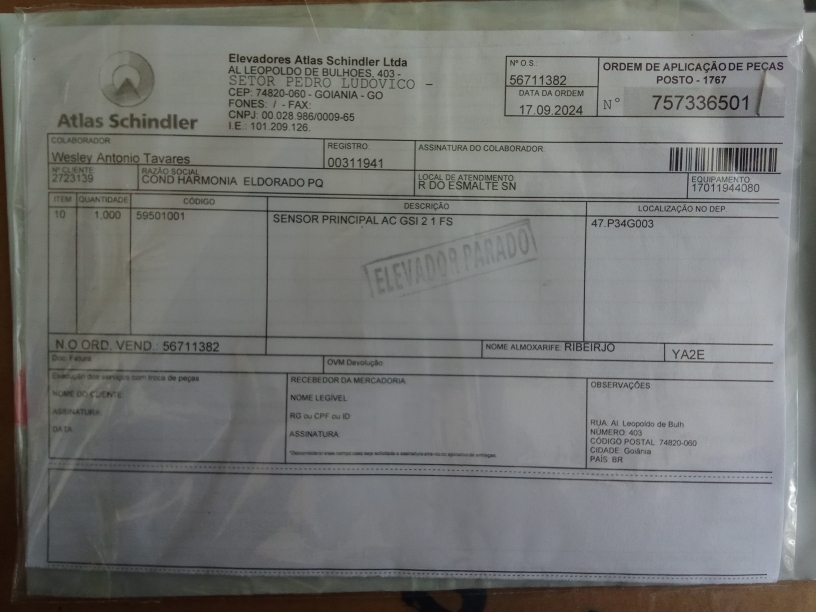 Atlas Schindler
Elevadores Atlas Schindler Ltda
AL LEOPOLDO DE BULHOES, 403 -
SETOR PEDRO LUDOVICO -
CEP: 74820-060 - GOIANIA - GO
FONES: / - FAX:
CNPJ: 00.028.986/0009-65
I.E.: 101.209.126.
Nº O.S.:
56711382
DATA DA ORDEM
17.09.2024
ORDEM DE APLICAÇÃO DE PEÇAS
POSTO - 1767
N° 757336501
COLABORADOR
Wesley Antonio Tavares
REGISTRO
00311941
ASSINATURA DO COLABORADOR
Nº CLIENTE
2723139
RAZÃO SOCIAL
COND HARMONIA ELDORADO PQ
LOCAL DE ATENDIMENTO
R DO ESMALTE SN
EQUIPAMENTO
17011944080
ITEM QUANTIDADE CÓDIGO DESCRIÇÃO LOCALIZAÇÃO NO DEP.
10 1,000 59501001 SENSOR PRINCIPAL AC GSI 2 1 FS 47.P34G003
ELEVADOR PARADO
N.O ORD. VEND.: 56711382
NOME ALMOXARIFE: RIBEIRJO
YA2E
Doc. Fatura
OVM Devolução
Execução dos serviços com troca de peças
NOME DO CLIENTE:
ASSINATURA:
DATA:
RECEBEDOR DA MERCADORIA
NOME LEGÍVEL
RG ou CPF ou ID
ASSINATURA:
OBSERVAÇÕES
RUA: Al. Leopoldo de Bulh
NÚMERO: 403
CÓDIGO POSTAL: 74820-060
CIDADE: Goiânia
PAÍS: BR